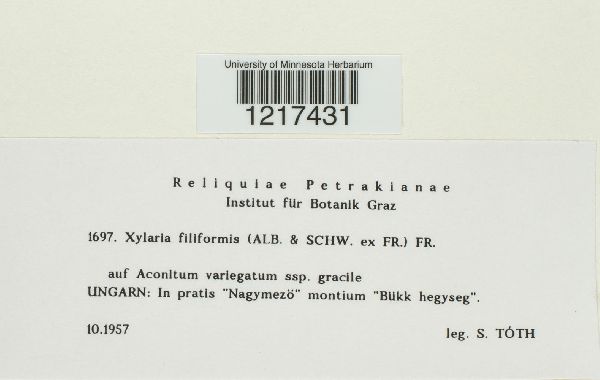 University of Minnesota Herbarium
1217431
Reliquiae Petrakianae
Institut für Botanik Graz
1697. Xylaria filiformis (ALB. & SCHW. ex FR.) FR.
auf Aconitum variegatum ssp. gracile
UNGARN: In pratis "Nagymezö" montium "Bükk hegyseg".
10.1957
leg. S. TÓTH